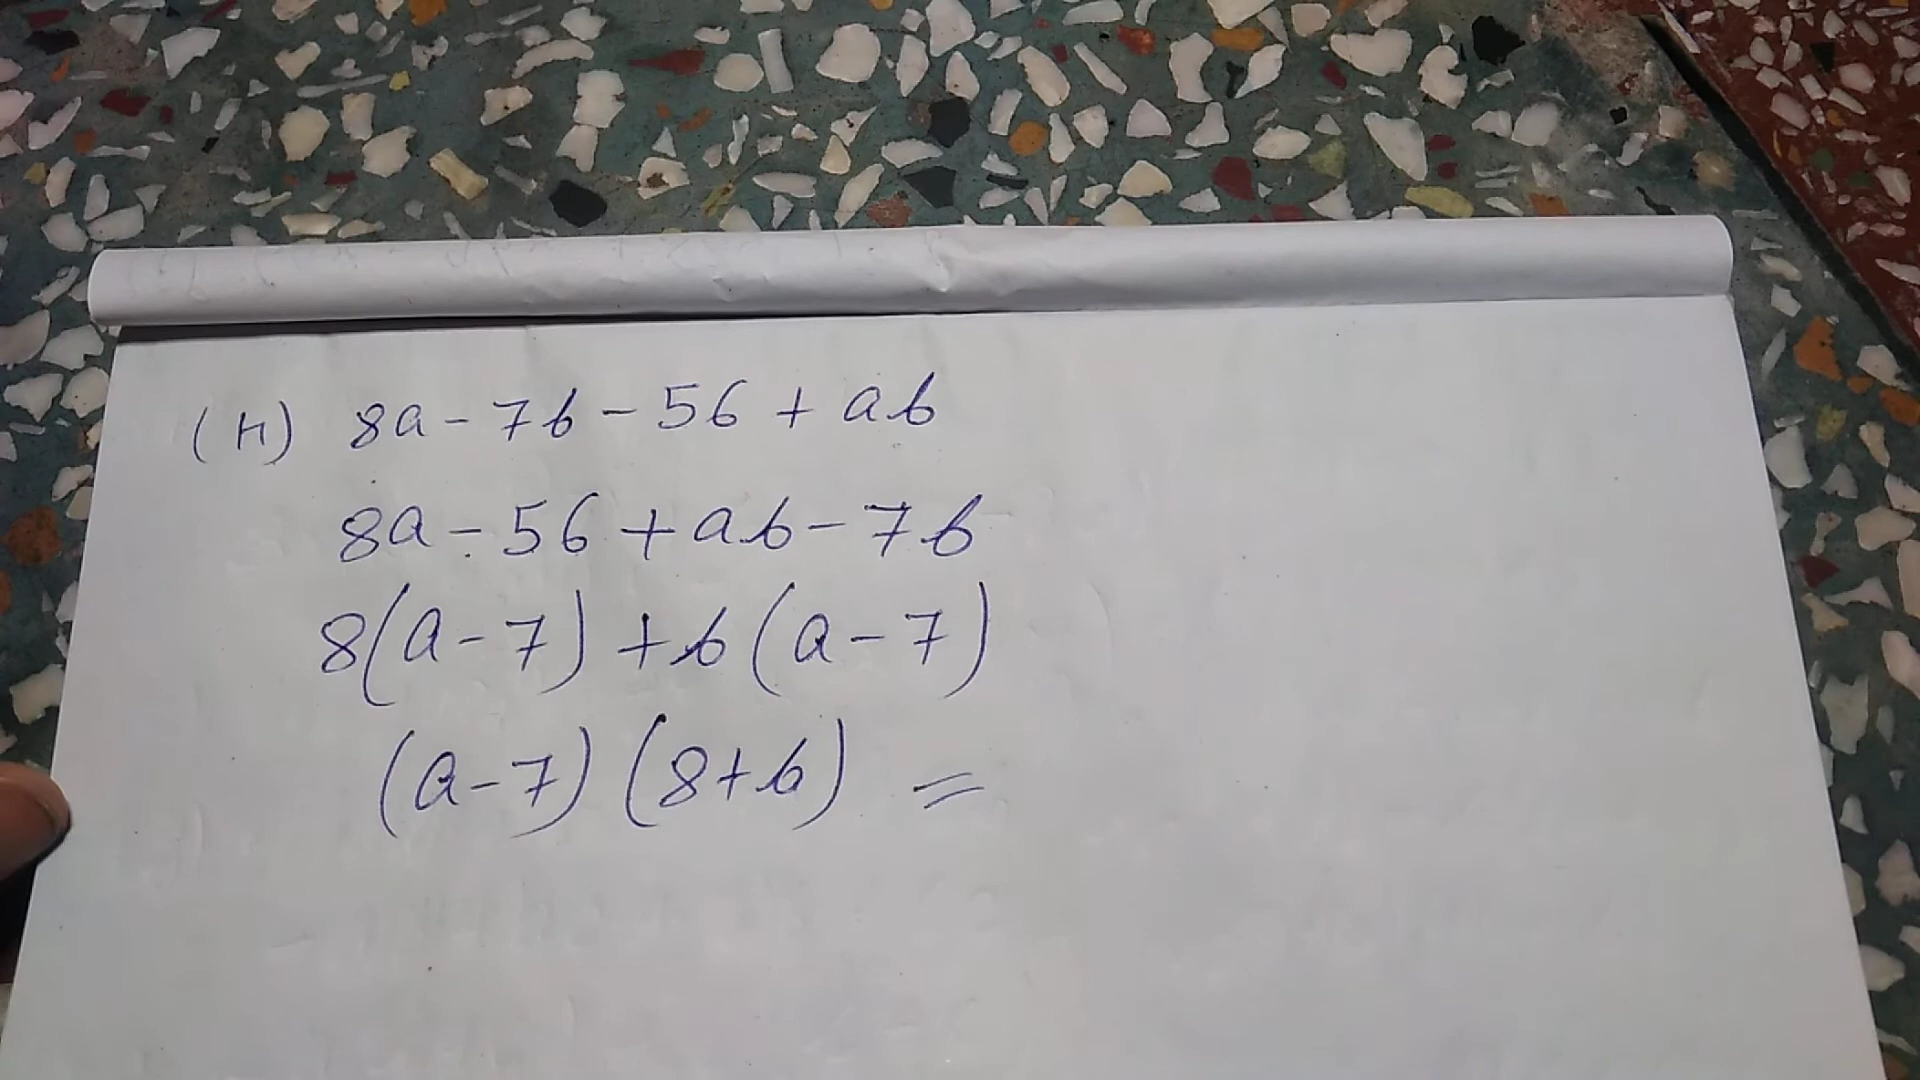 (H) 8a - 7b - 56 + ab
8a - 56 + ab - 7b
8(a - 7) + b(a - 7)
(a - 7) (8 + b) =